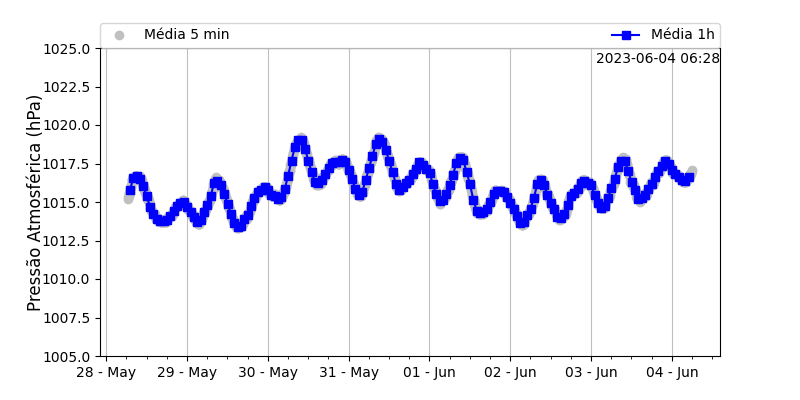 Média 5 min
Média 1h
2023-06-04 06:28
Pressão Atmosférica (hPa)
1025.0
1022.5
1020.0
1017.5
1015.0
1012.5
1010.0
1007.5
1005.0
28 - May
29 - May
30 - May
31 - May
01 - Jun
02 - Jun
03 - Jun
04 - Jun